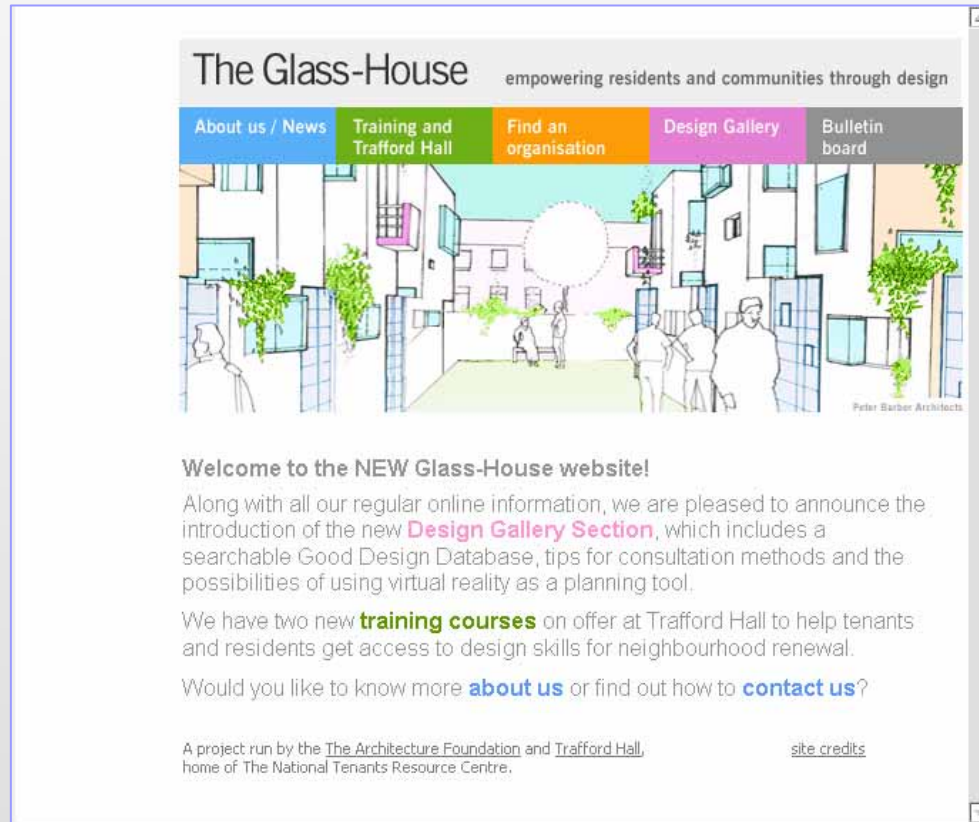 The Glass-House empowering residents and communities through design
About us / News
Training and
Trafford Hall
Find an
organisation
Design Gallery
Bulletin
board
Peter Barber Architects
Welcome to the NEW Glass-House website!
Along with all our regular online information, we are pleased to announce the
introduction of the new Design Gallery Section, which includes a
searchable Good Design Database, tips for consultation methods and the
possibilities of using virtual reality as a planning tool.
We have two new training courses on offer at Trafford Hall to help tenants
and residents get access to design skills for neighbourhood renewal.
Would you like to know more about us or find out how to contact us?
A project run by the The Architecture Foundation and Trafford Hall,
home of The National Tenants Resource Centre.
site credits